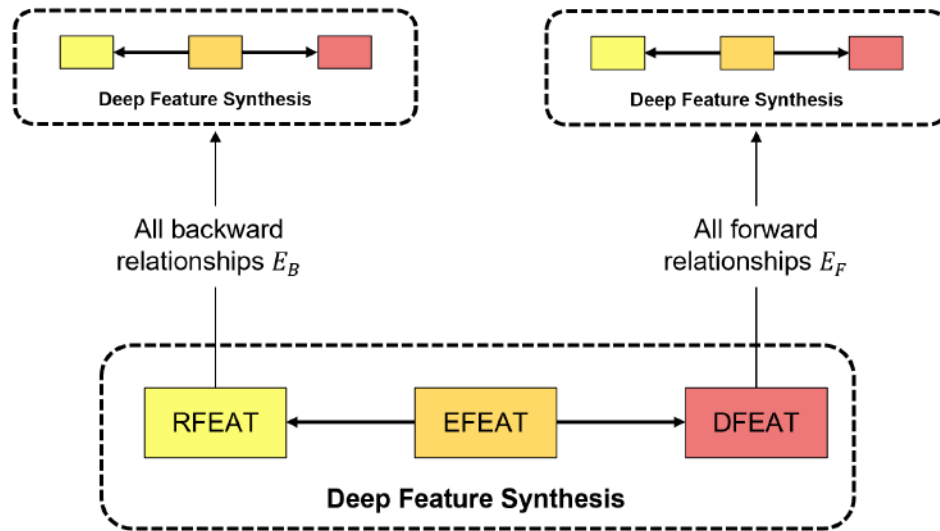 Deep Feature Synthesis
Deep Feature Synthesis
All backward
relationships E_B
All forward
relationships E_F
RFEAT
EFEAT
DFEAT
Deep Feature Synthesis